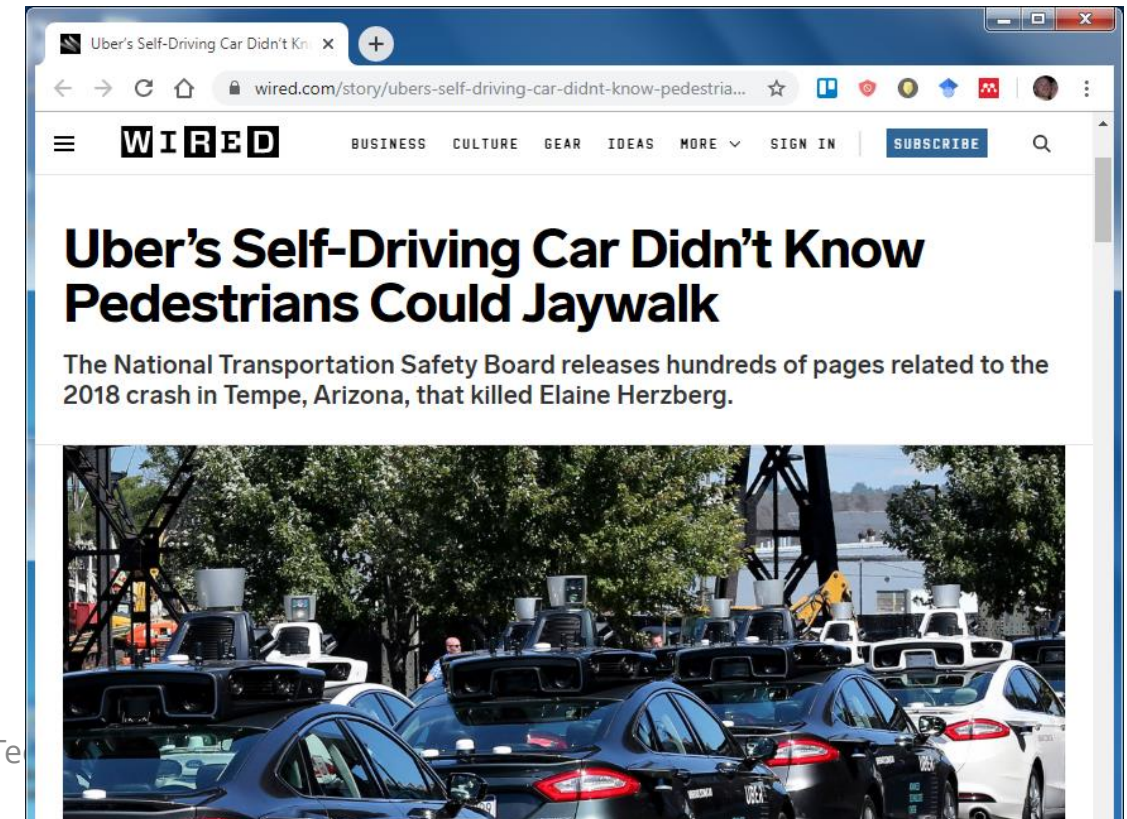 Uber's Self-Driving Car Didn't Kn
wired.com/story/ubers-self-driving-car-didnt-know-pedestria...
WIRED BUSINESS CULTURE GEAR IDEAS MORE SIGN IN SUBSCRIBE
Uber's Self-Driving Car Didn't Know
Pedestrians Could Jaywalk
The National Transportation Safety Board releases hundreds of pages related to the
2018 crash in Tempe, Arizona, that killed Elaine Herzberg.
UBER
UBER